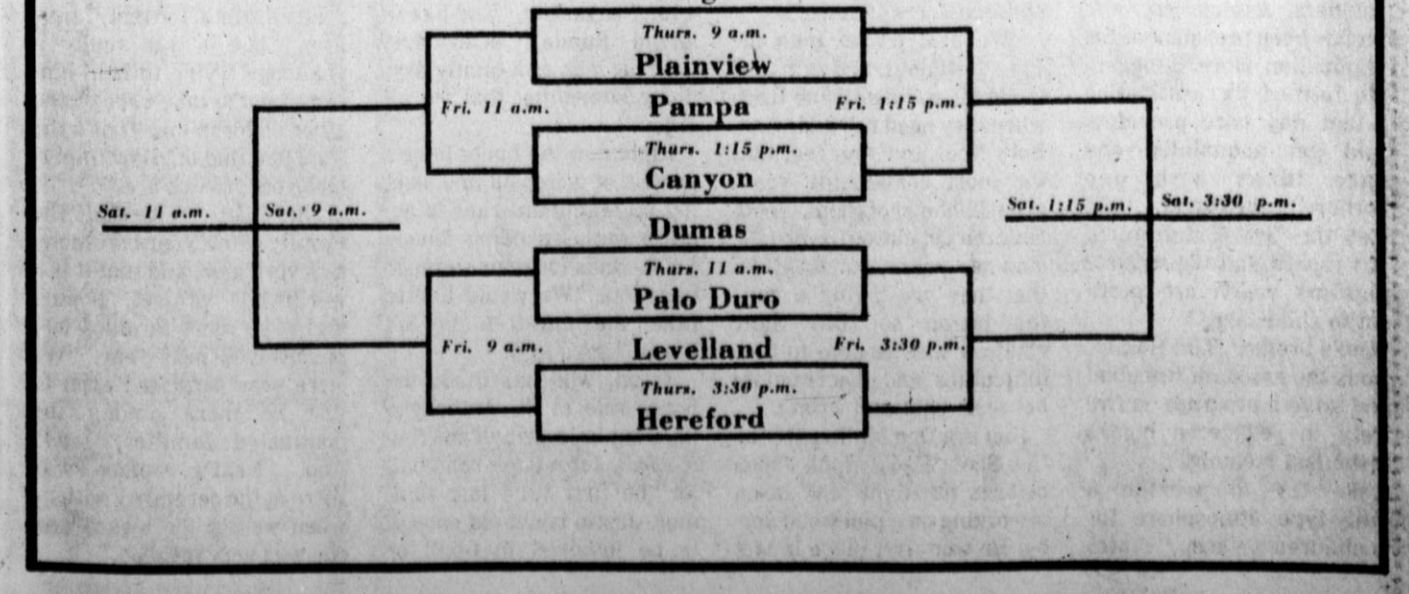 Thurs. 9 a.m.
Plainview
Fri. 11 a.m. Pampa Fri. 1:15 p.m.
Thurs. 1:15 p.m.
Canyon
Sat. 11 a.m. Sat. 9 a.m. Sat. 1:15 p.m. Sat. 3:30 p.m.
Dumas
Thurs. 11 a.m.
Palo Duro
Fri. 9 a.m. Levelland Fri. 3:30 p.m.
Thurs. 3:30 p.m.
Hereford